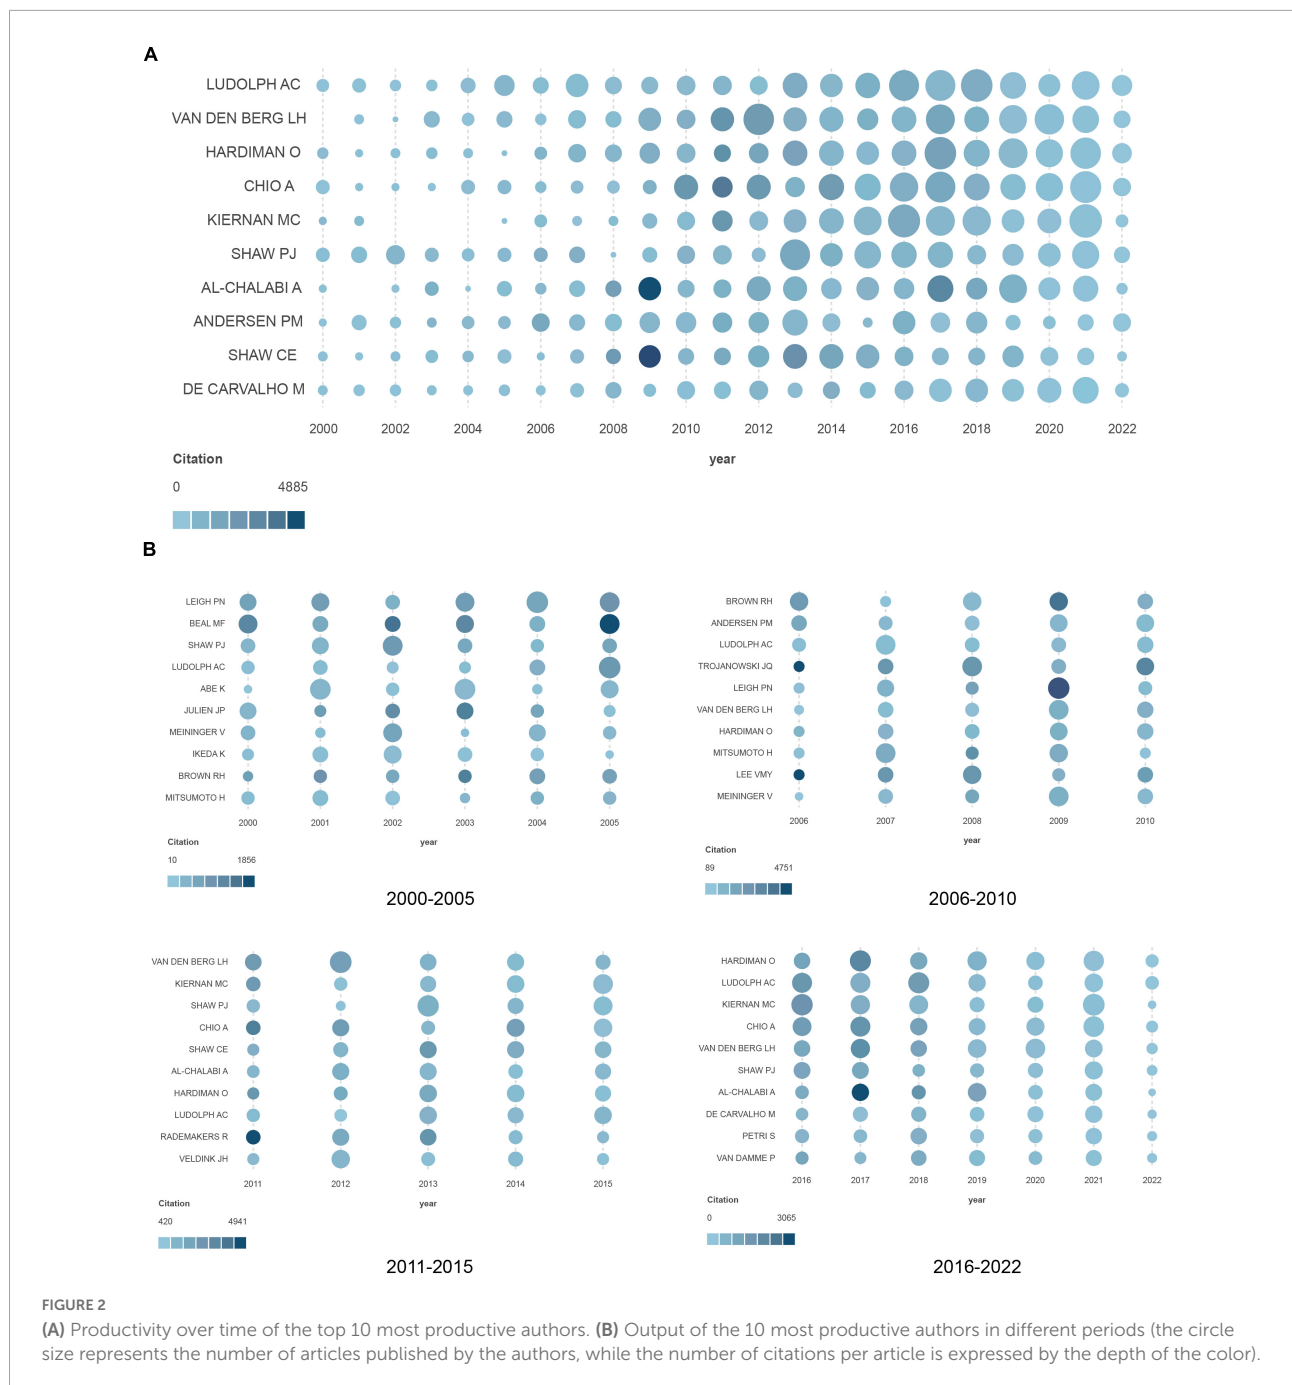 A
LUDOLPH AC
VAN DEN BERG LH
HARDIMAN O
CHIO A
KIERNAN MC
SHAW PJ
AL-CHALABI A
ANDERSEN PM
SHAW CE
DE CARVALHO M
2000 2002 2004 2006 2008 2010 2012 2014 2016 2018 2020 2022
Citation
year
0 4885
B
LEIGH PN
BEAL MF
SHAW PJ
LUDOLPH AC
ABE K
JULIEN JP
MEININGER V
IKEDA K
BROWN RH
MITSUMOTO H
2000 2001 2002 2003 2004 2005
year
Citation
10 1856
2000-2005
BROWN RH
ANDERSEN PM
LUDOLPH AC
TROJANOWSKI JQ
LEIGH PN
VAN DEN BERG LH
HARDIMAN O
MITSUMOTO H
LEE VMY
MEININGER V
2006 2007 2008 2009 2010
year
Citation
89 4751
2006-2010
VAN DEN BERG LH
KIERNAN MC
SHAW PJ
CHIO A
SHAW CE
AL-CHALABI A
HARDIMAN O
LUDOLPH AC
RADEMAKERS R
VELDINK JH
2011 2012 2013 2014 2015
Citation
year
420 4941
2011-2015
HARDIMAN O
LUDOLPH AC
KIERNAN MC
CHIO A
VAN DEN BERG LH
SHAW PJ
AL-CHALABI A
DE CARVALHO M
PETRI S
VAN DAMME P
2016 2017 2018 2019 2020 2021 2022
Citation
year
0 3065
2016-2022
FIGURE 2
(A) Productivity over time of the top 10 most productive authors. (B) Output of the 10 most productive authors in different periods (the circle
size represents the number of articles published by the authors, while the number of citations per article is expressed by the depth of the color).